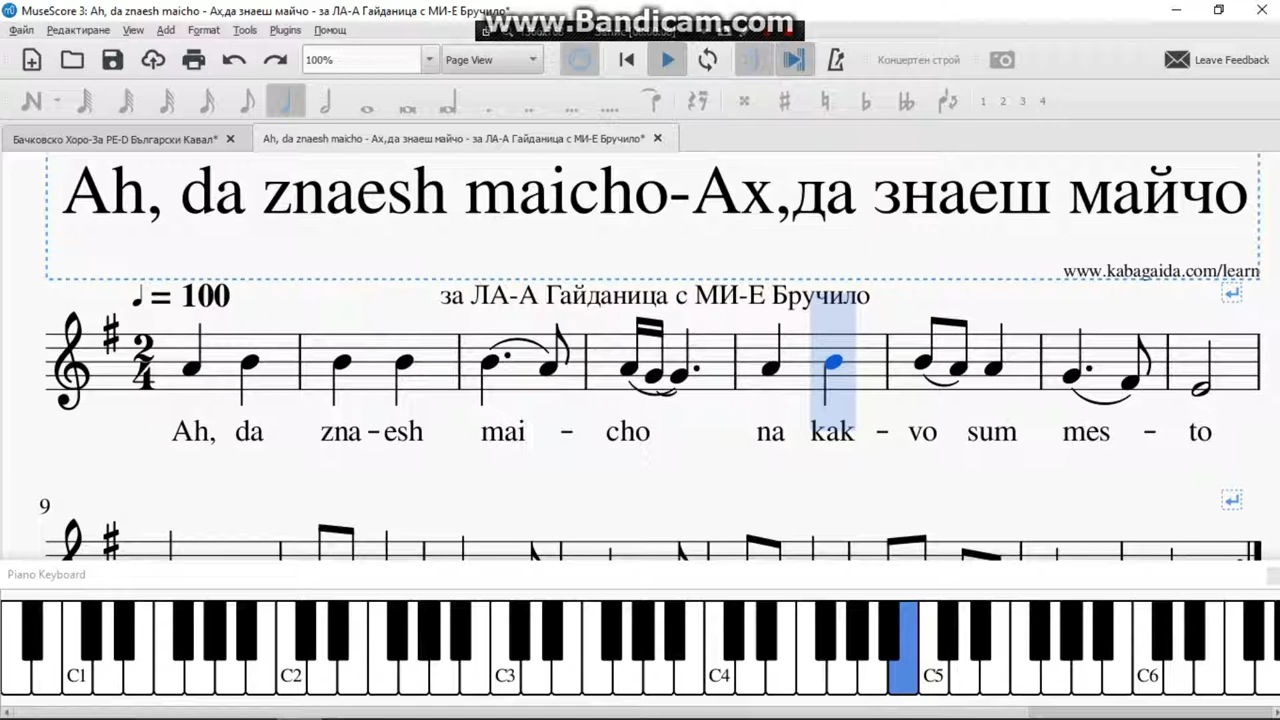 MuseScore 3: Ah, da znaesh maicho - Ах,да знаеш майчо - за ЛА-А Гайданица с МИ-Е Бручило*
www.Bandicam.com
Файл Редактиране View Add Format Tools Plugins Помощ
100% Page View Концертен строй Leave Feedback
1 2 3 4
Бачковско Хоро-За РЕ-D Български Кавал* Ah, da znaesh maicho - Ах,да знаеш майчо - за ЛА-А Гайданица с МИ-Е Бручило*
Ah, da znaesh maicho-Ах,да знаеш майчо
www.kabagaida.com/learn
= 100 за ЛА-А Гайданица с МИ-Е Бручило
2
4
Ah, da zna-esh mai - cho na kak - vo sum mes - to
9
Piano Keyboard
C1 C2 C3 C4 C5 C6